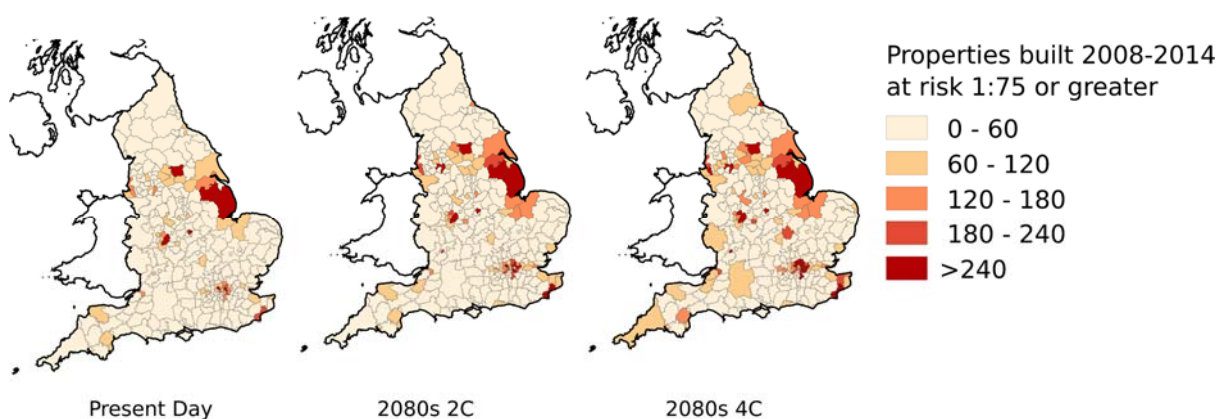 Properties built 2008-2014
at risk 1:75 or greater
0 - 60
60 - 120
120 - 180
180 - 240
>240
Present Day
2080s 2C
2080s 4C